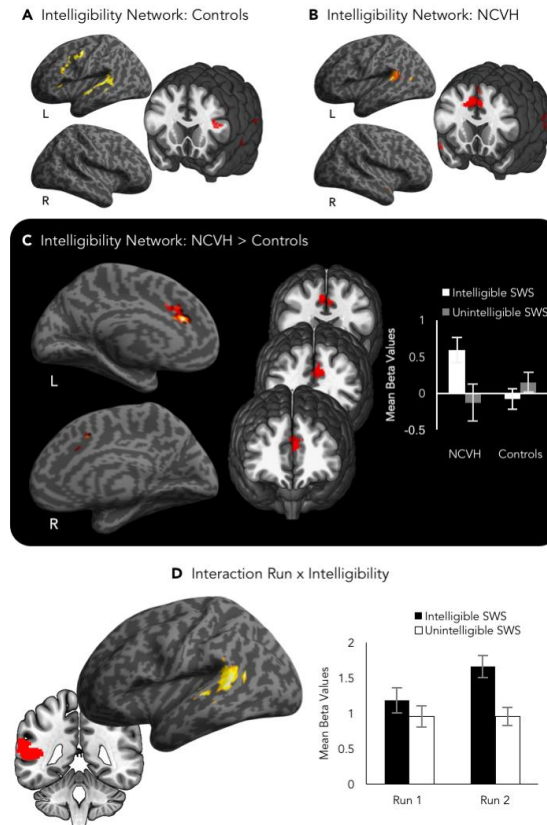 A Intelligibility Network: Controls
B Intelligibility Network: NCVH
L
R
L
R
C Intelligibility Network: NCVH > Controls
L
R
Intelligible SWS
Unintelligible SWS
Mean Beta Values
1
0.5
0
-0.5
NCVH Controls
D Interaction Run x Intelligibility
Intelligible SWS
Unintelligible SWS
Mean Beta Values
2
1.5
1
0.5
0
Run 1 Run 2